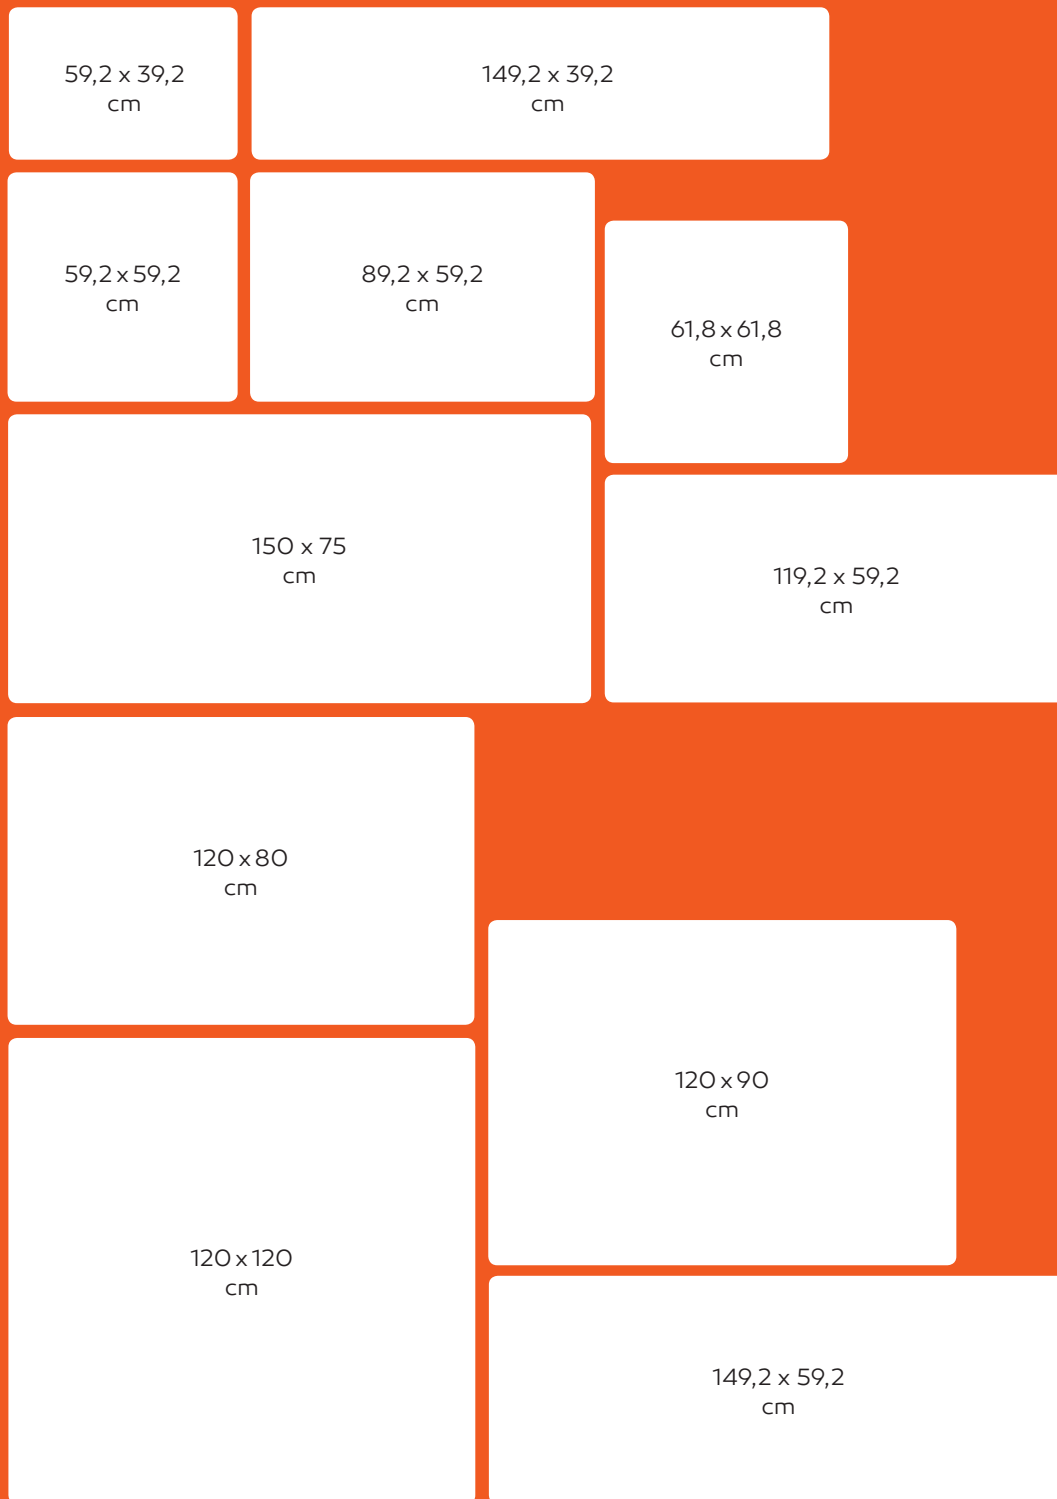 59,2 x 39,2
cm
149,2 x 39,2
cm
59,2 x 59,2
cm
89,2 x 59,2
cm
61,8 x 61,8
cm
150 x 75
cm
119,2 x 59,2
cm
120 x 80
cm
120 x 90
cm
120 x 120
cm
149,2 x 59,2
cm